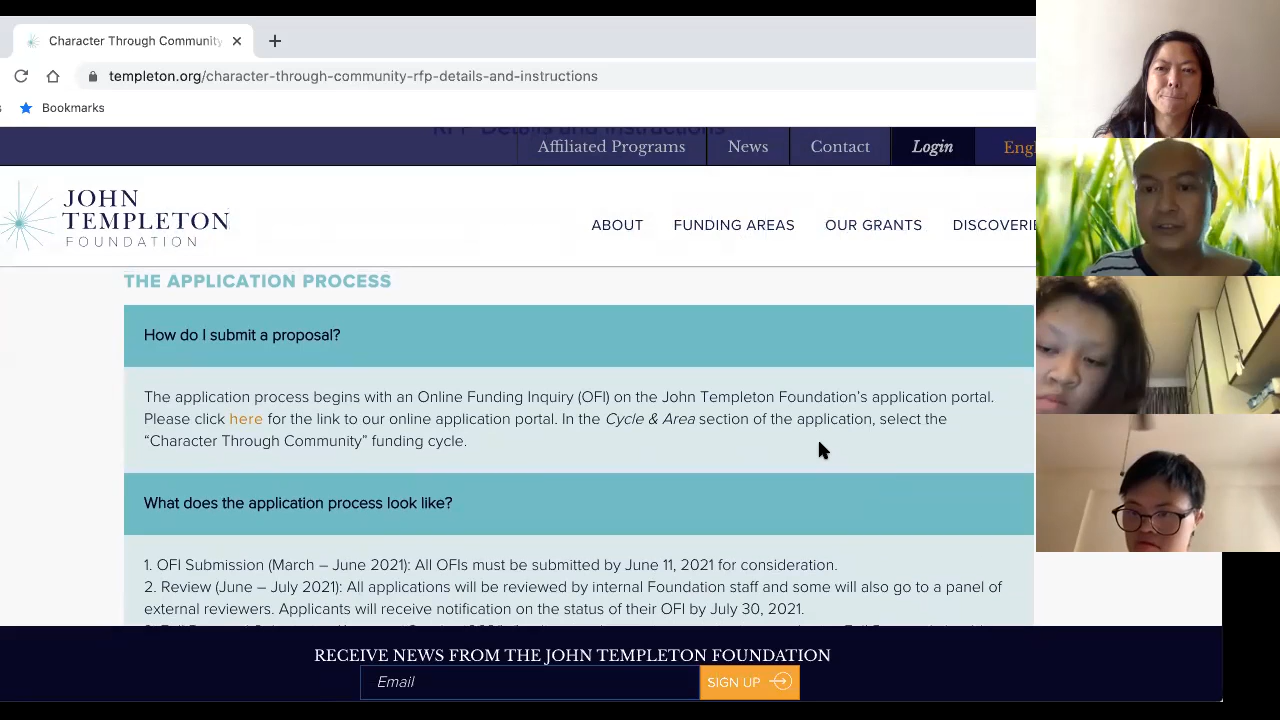 Character Through Community
templeton.org/character-through-community-rfp-details-and-instructions
Bookmarks
RFP Details and Instructions
Affiliated Programs
News
Contact
Login
JOHN
TEMPLETON
FOUNDATION
ABOUT
FUNDING AREAS
OUR GRANTS
THE APPLICATION PROCESS
How do I submit a proposal?
The application process begins with an Online Funding Inquiry (OFI) on the John Templeton Foundation’s application portal.
Please click here for the link to our online application portal. In the Cycle & Area section of the application, select the
“Character Through Community” funding cycle.
What does the application process look like?
1. OFI Submission (March – June 2021): All OFIs must be submitted by June 11, 2021 for consideration.
2. Review (June – July 2021): All applications will be reviewed by internal Foundation staff and some will also go to a panel of
external reviewers. Applicants will receive notification on the status of their OFI by July 30, 2021.
RECEIVE NEWS FROM THE JOHN TEMPLETON FOUNDATION
Email
SIGN UP